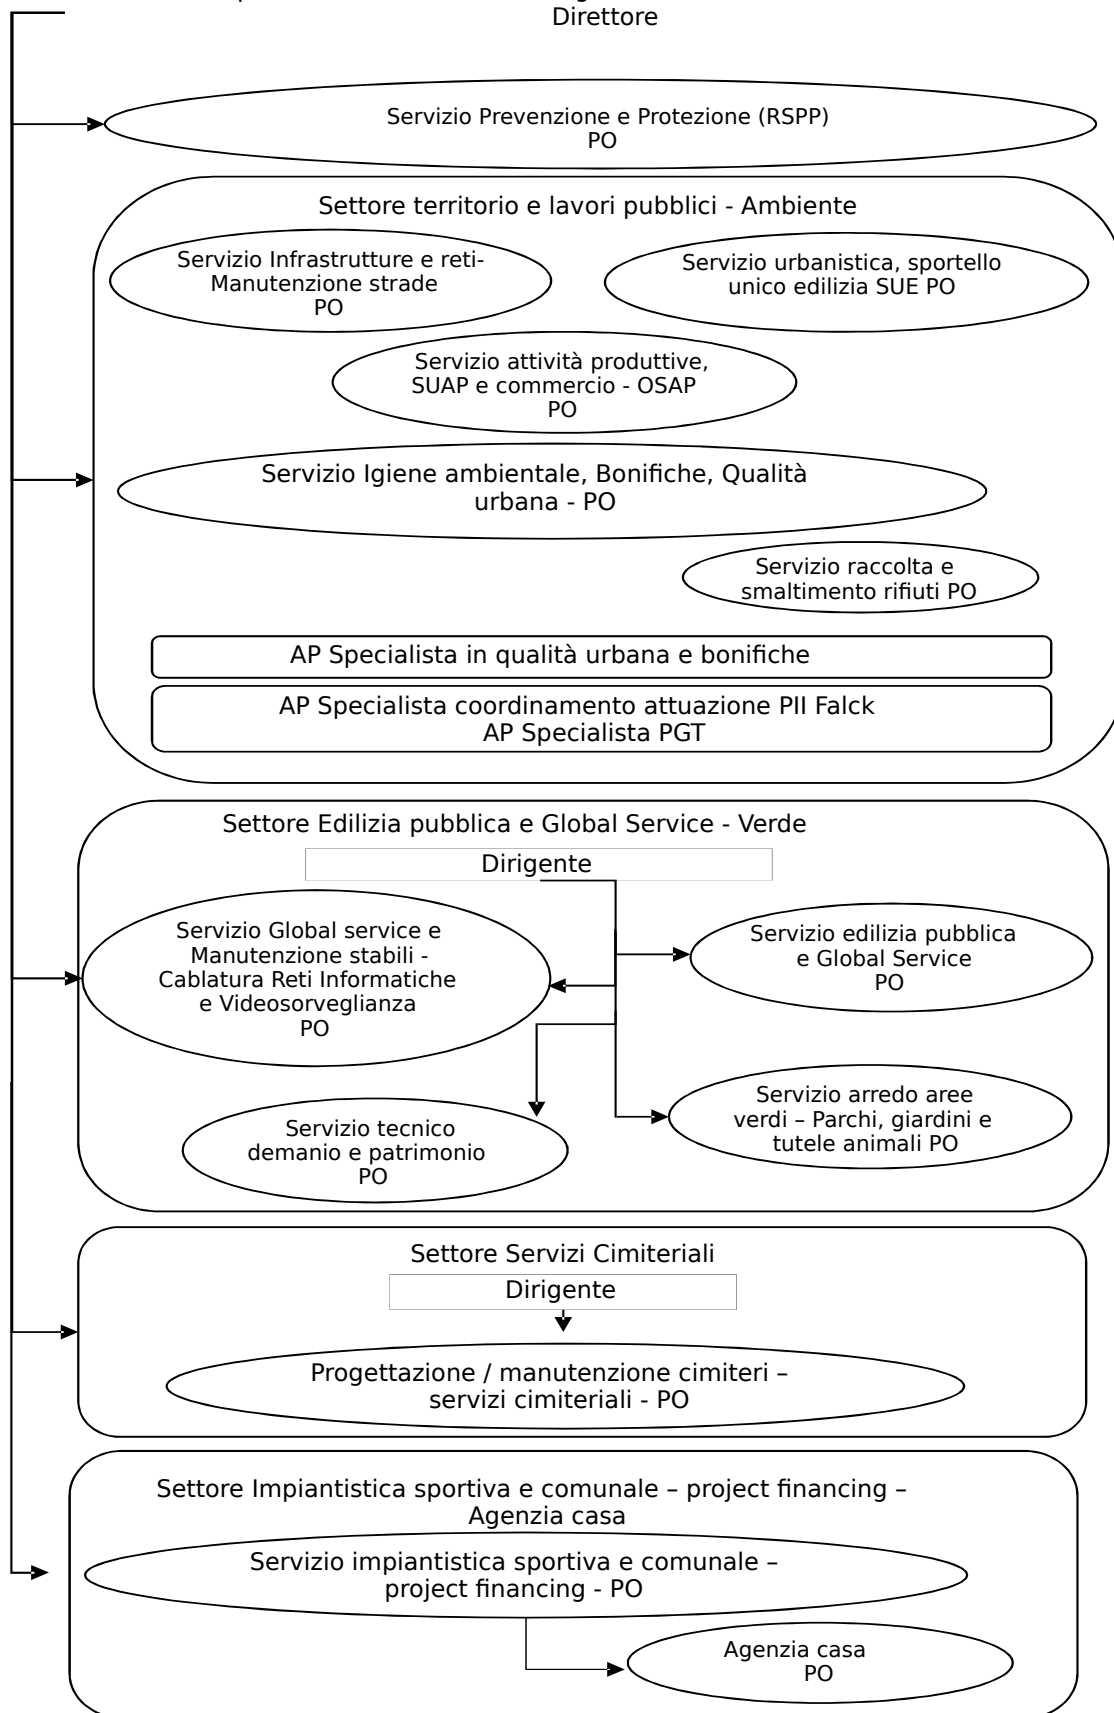 Direttore
Servizio Prevenzione e Protezione (RSPP)
PO
Settore territorio e lavori pubblici - Ambiente
Servizio Infrastrutture e reti-
Manutenzione strade
PO
Servizio urbanistica, sportello
unico edilizia SUE PO
Servizio attività produttive,
SUAP e commercio - OSAP
PO
Servizio Igiene ambientale, Bonifiche, Qualità
urbana - PO
Servizio raccolta e
smaltimento rifiuti PO
AP Specialista in qualità urbana e bonifiche
AP Specialista coordinamento attuazione PII Falck
AP Specialista PGT
Settore Edilizia pubblica e Global Service - Verde
Dirigente
Servizio Global service e
Manutenzione stabili -
Cablatura Reti Informatiche
e Videosorveglianza
PO
Servizio edilizia pubblica
e Global Service
PO
Servizio tecnico
demanio e patrimonio
PO
Servizio arredo aree
verdi – Parchi, giardini e
tutele animali PO
Settore Servizi Cimiteriali
Dirigente
Progettazione / manutenzione cimiteri –
servizi cimiteriali - PO
Settore Impiantistica sportiva e comunale – project financing –
Agenzia casa
Servizio impiantistica sportiva e comunale –
project financing - PO
Agenzia casa
PO